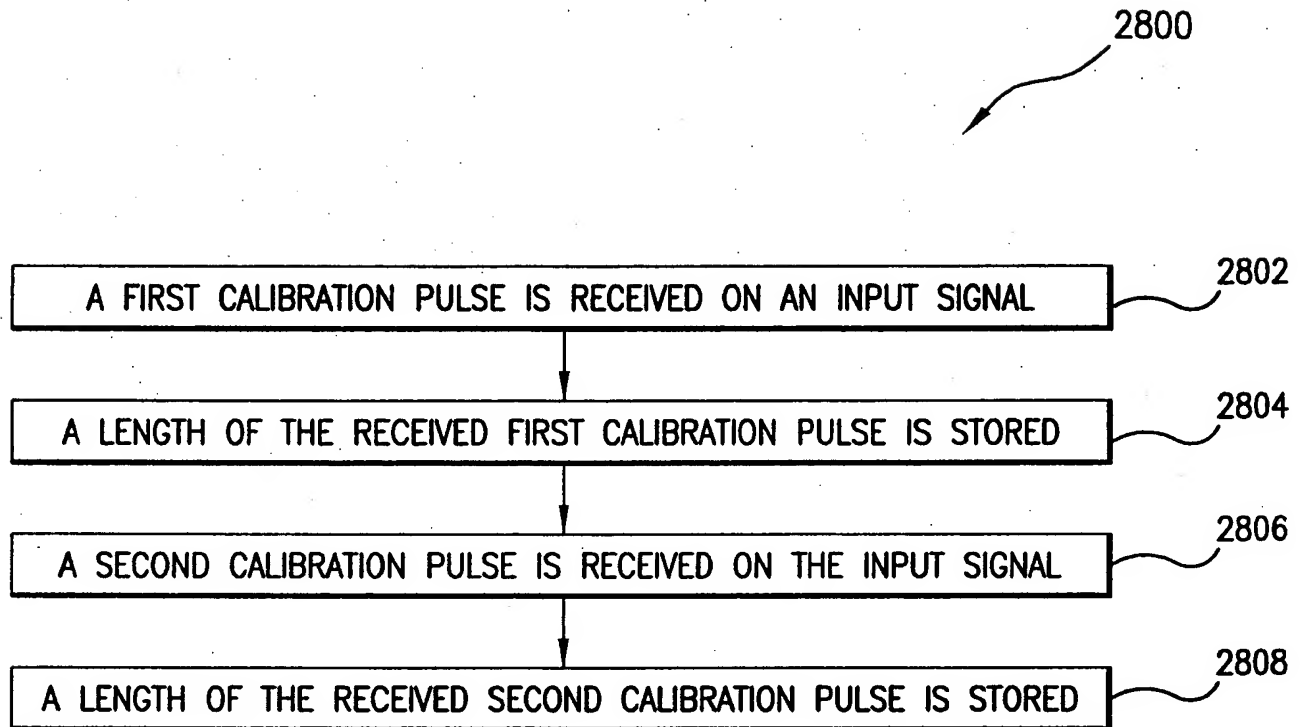 2800
A FIRST CALIBRATION PULSE IS RECEIVED ON AN INPUT SIGNAL
2802
A LENGTH OF THE RECEIVED FIRST CALIBRATION PULSE IS STORED
2804
A SECOND CALIBRATION PULSE IS RECEIVED ON THE INPUT SIGNAL
2806
A LENGTH OF THE RECEIVED SECOND CALIBRATION PULSE IS STORED
2808